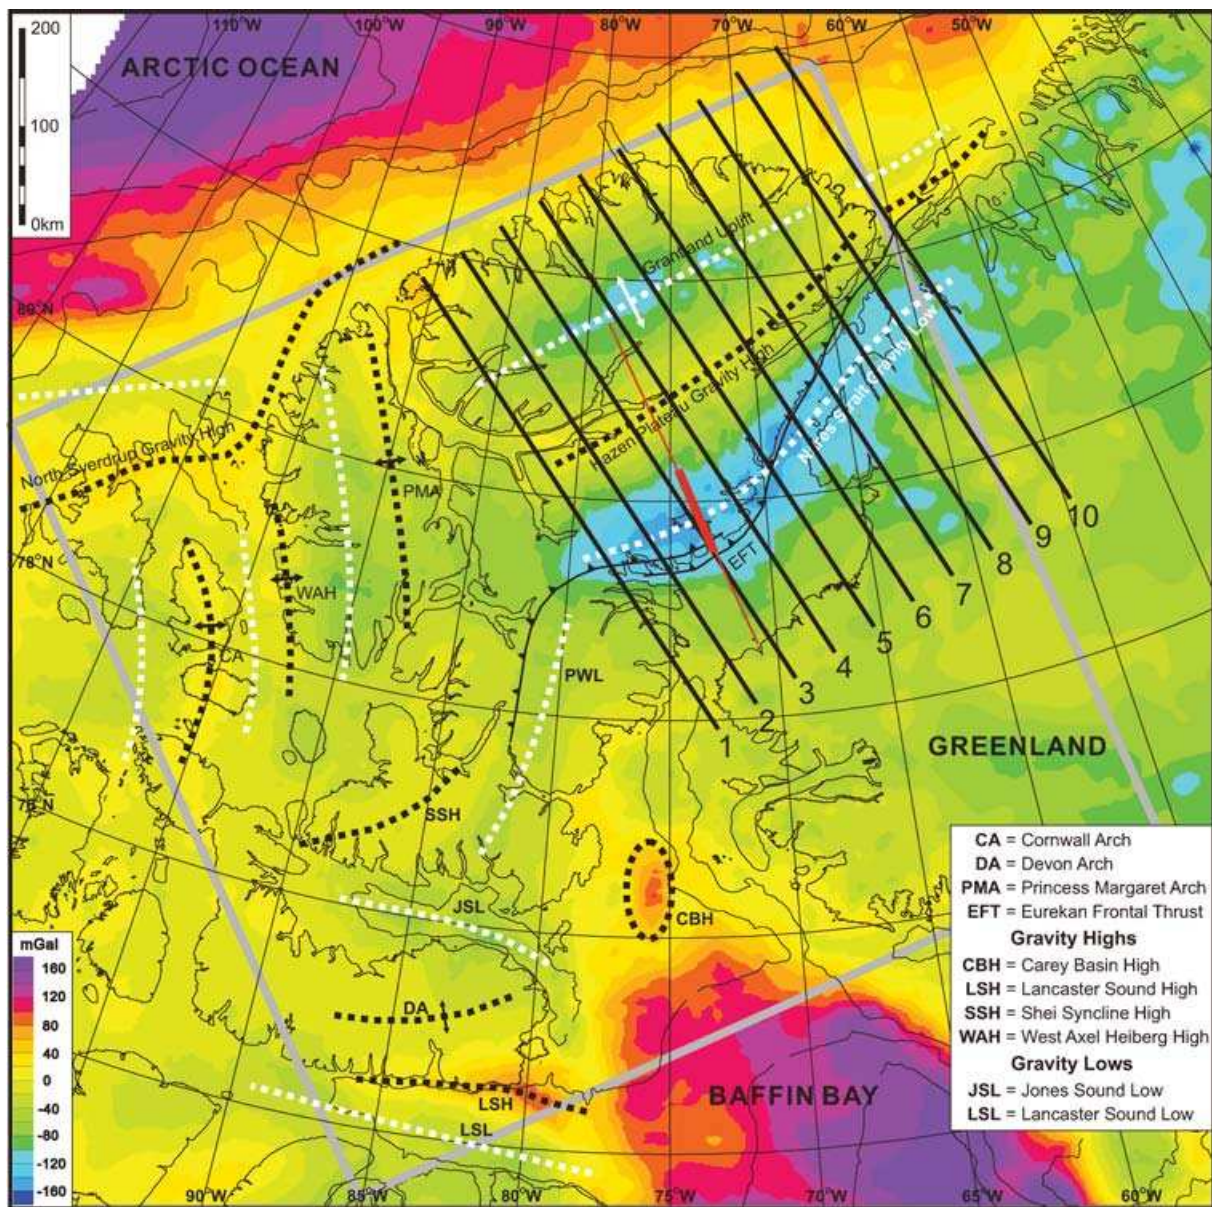 110°W
100°W
90°W
80°W
70°W
60°W
50°W
200
100
0km
ARCTIC OCEAN
80°N
Grantland Uplift
Hazen Plateau Gravity High
Nares Strait Gravity Low
North Sverdrup Gravity High
PMA
78°N
WAH
EFT
CA
PWL
1
2
3
4
5
6
7
8
9
10
GREENLAND
76°N
SSH
JSL
CBH
DA
LSH
LSL
BAFFIN BAY
mGal
160
120
80
40
0
-40
-80
-120
-160
CA = Cornwall Arch
DA = Devon Arch
PMA = Princess Margaret Arch
EFT = Eurekan Frontal Thrust
Gravity Highs
CBH = Carey Basin High
LSH = Lancaster Sound High
SSH = Shei Syncline High
WAH = West Axel Heiberg High
Gravity Lows
JSL = Jones Sound Low
LSL = Lancaster Sound Low
90°W
85°W
80°W
75°W
70°W
65°W
60°W